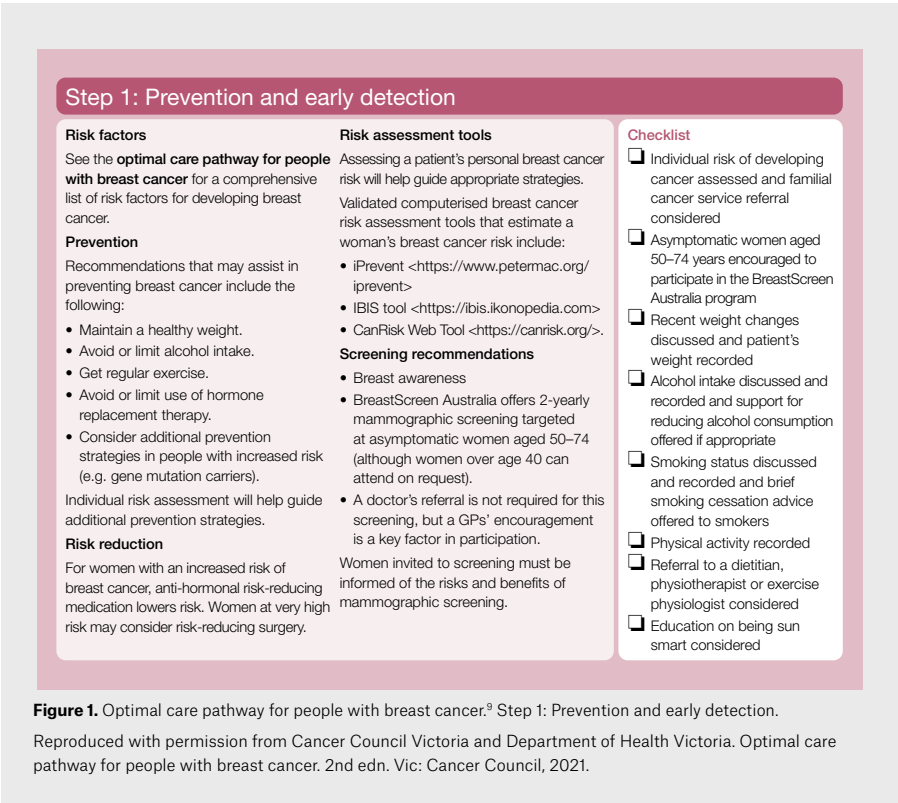 Step 1: Prevention and early detection
Risk factors
See the optimal care pathway for people
with breast cancer for a comprehensive
list of risk factors for developing breast
cancer.
Prevention
Recommendations that may assist in
preventing breast cancer include the
following:
• Maintain a healthy weight.
• Avoid or limit alcohol intake.
• Get regular exercise.
• Avoid or limit use of hormone
replacement therapy.
• Consider additional prevention
strategies in people with increased risk
(e.g. gene mutation carriers).
Individual risk assessment will help guide
additional prevention strategies.
Risk reduction
For women with an increased risk of
breast cancer, anti-hormonal risk-reducing
medication lowers risk. Women at very high
risk may consider risk-reducing surgery.
Risk assessment tools
Assessing a patient's personal breast cancer
risk will help guide appropriate strategies.
Validated computerised breast cancer
risk assessment tools that estimate a
woman's breast cancer risk include:
• iPrevent <https://www.petermac.org/
iprevent>
• IBIS tool <https://ibis.ikonopedia.com>
• CanRisk Web Tool <https://canrisk.org/>.
Screening recommendations
• Breast awareness
• BreastScreen Australia offers 2-yearly
mammographic screening targeted
at asymptomatic women aged 50–74
(although women over age 40 can
attend on request).
• A doctor's referral is not required for this
screening, but a GPs' encouragement
is a key factor in participation.
Women invited to screening must be
informed of the risks and benefits of
mammographic screening.
Checklist
❏ Individual risk of developing
cancer assessed and familial
cancer service referral
considered
❏ Asymptomatic women aged
50–74 years encouraged to
participate in the BreastScreen
Australia program
❏ Recent weight changes
discussed and patient's
weight recorded
❏ Alcohol intake discussed and
recorded and support for
reducing alcohol consumption
offered if appropriate
❏ Smoking status discussed
and recorded and brief
smoking cessation advice
offered to smokers
❏ Physical activity recorded
❏ Referral to a dietitian,
physiotherapist or exercise
physiologist considered
❏ Education on being sun
smart considered
Figure 1. Optimal care pathway for people with breast cancer.⁹ Step 1: Prevention and early detection.
Reproduced with permission from Cancer Council Victoria and Department of Health Victoria. Optimal care
pathway for people with breast cancer. 2nd edn. Vic: Cancer Council, 2021.